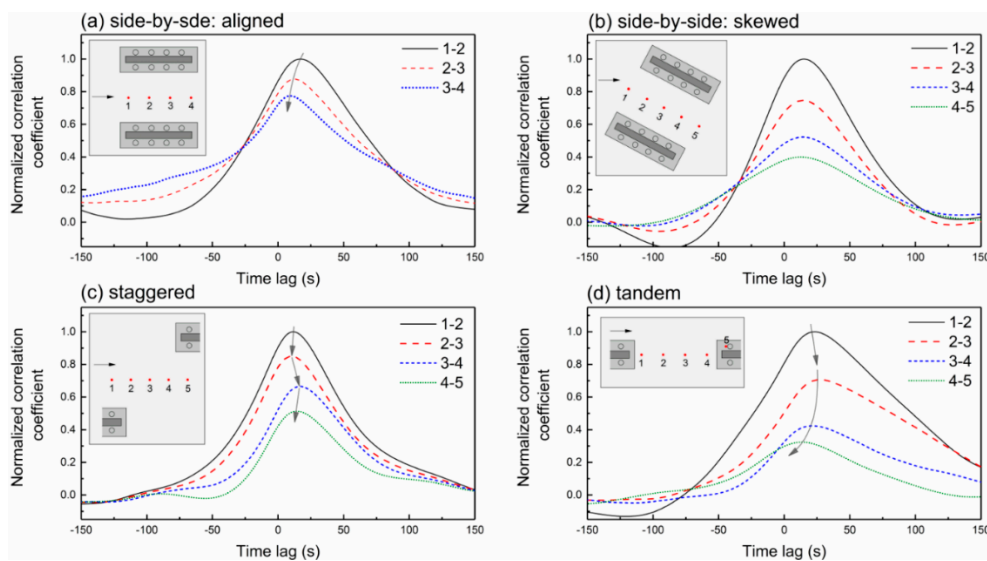 (a) side-by-sde: aligned
1-2
2-3
3-4
1 2 3 4
Normalized correlation
coefficient
1.0
0.8
0.6
0.4
0.2
0.0
-150 -100 -50 0 50 100 150
Time lag (s)
(b) side-by-side: skewed
1-2
2-3
3-4
4-5
1 2 3 4 5
Normalized correlation
coefficient
1.0
0.8
0.6
0.4
0.2
0.0
-150 -100 -50 0 50 100 150
Time lag (s)
(c) staggered
1-2
2-3
3-4
4-5
1 2 3 4 5
Normalized correlation
coefficient
1.0
0.8
0.6
0.4
0.2
0.0
-150 -100 -50 0 50 100 150
Time lag (s)
(d) tandem
1-2
2-3
3-4
4-5
5
1 2 3 4
Normalized correlation
coefficient
1.0
0.8
0.6
0.4
0.2
0.0
-150 -100 -50 0 50 100 150
Time lag (s)